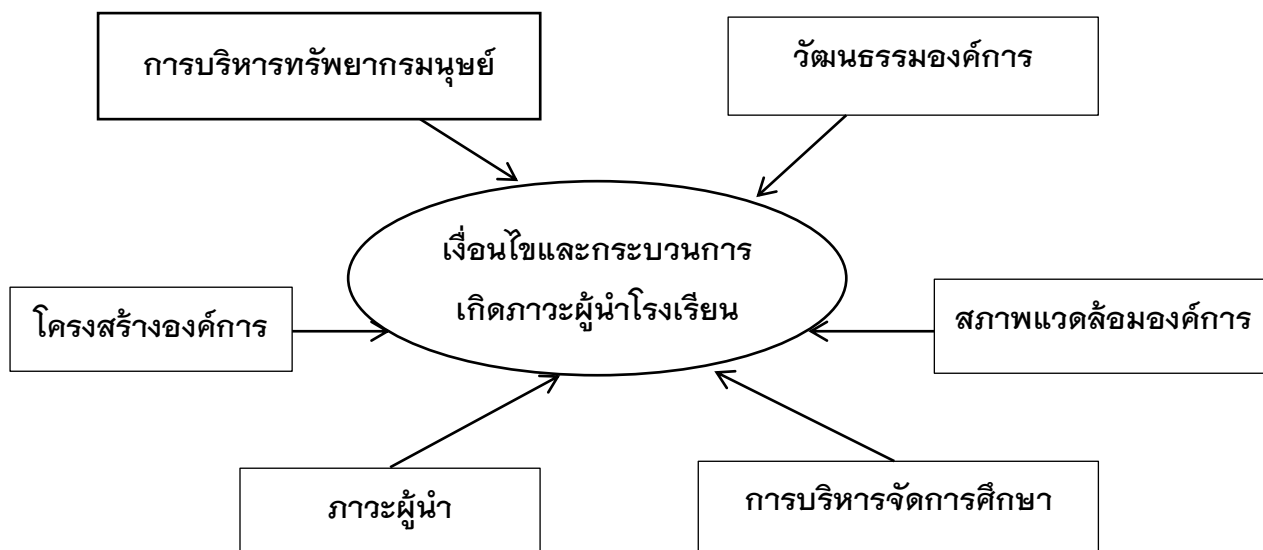 การบริหารทรัพยากรมนุษย์
วัฒนธรรมองค์การ
เงื่อนไขและกระบวนการ
เกิดภาวะผู้นำโรงเรียน
โครงสร้างองค์การ
สภาพแวดล้อมองค์การ
ภาวะผู้นำ
การบริหารจัดการศึกษา